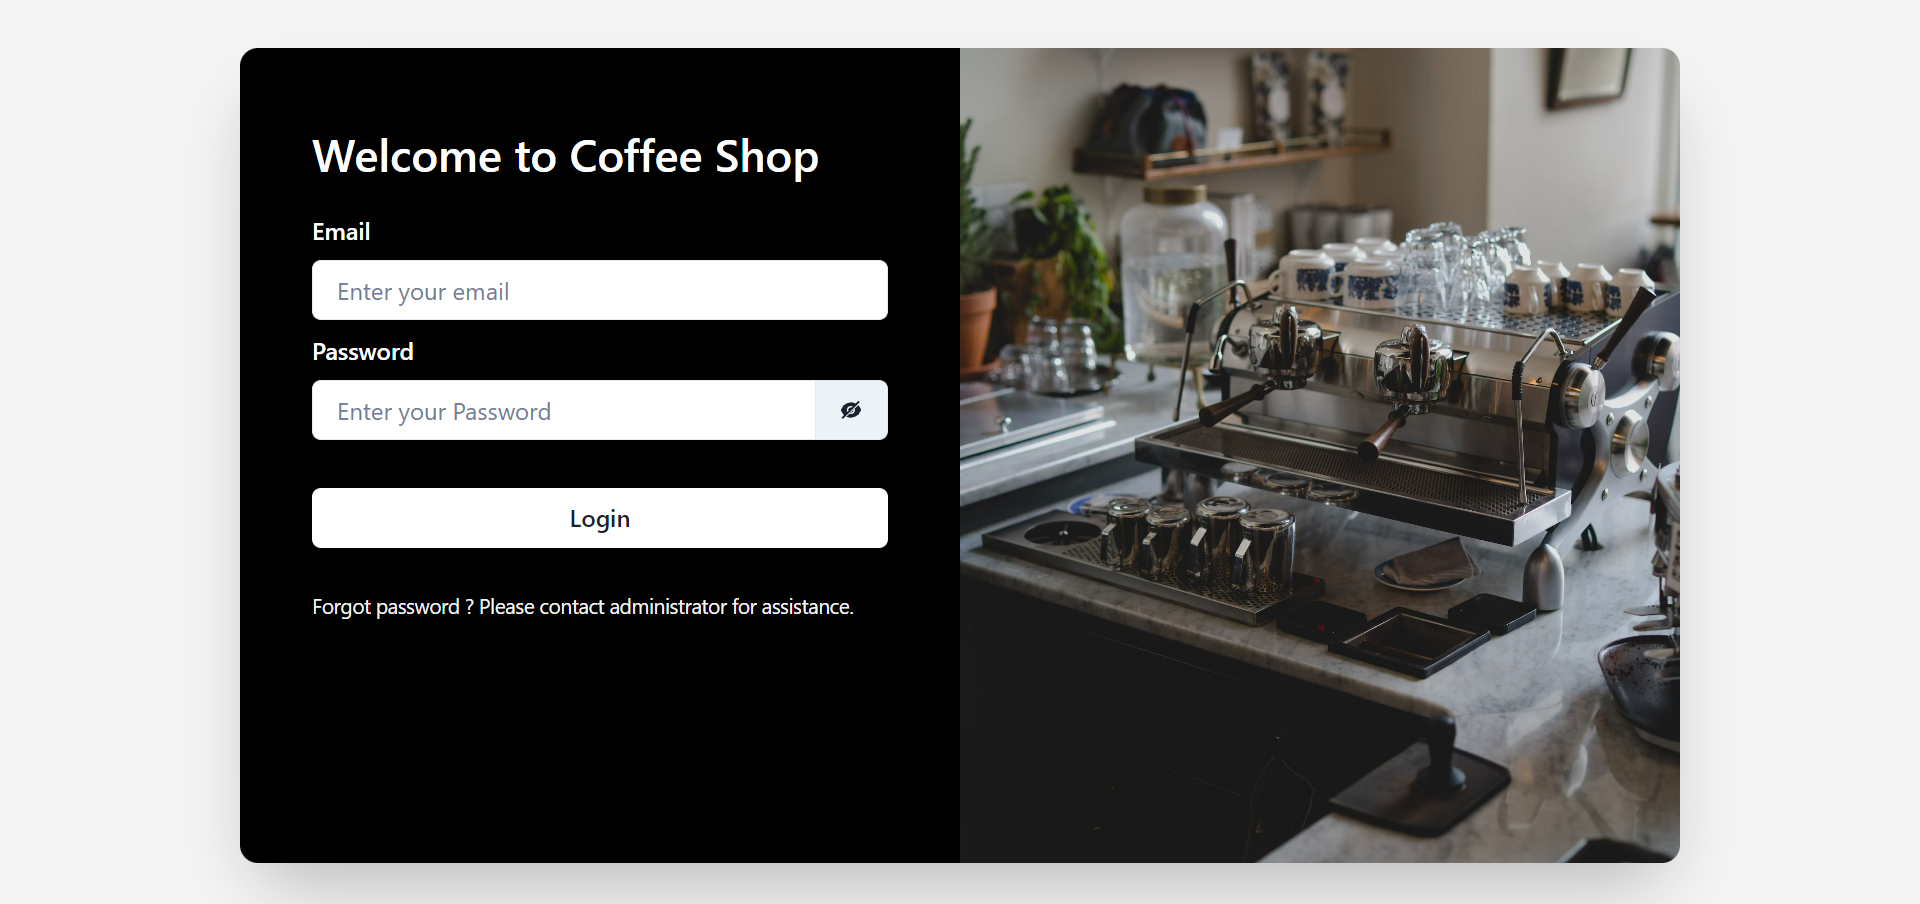 Welcome to Coffee Shop
Email
Enter your email
Password
Enter your Password
Login
Forgot password ? Please contact administrator for assistance.